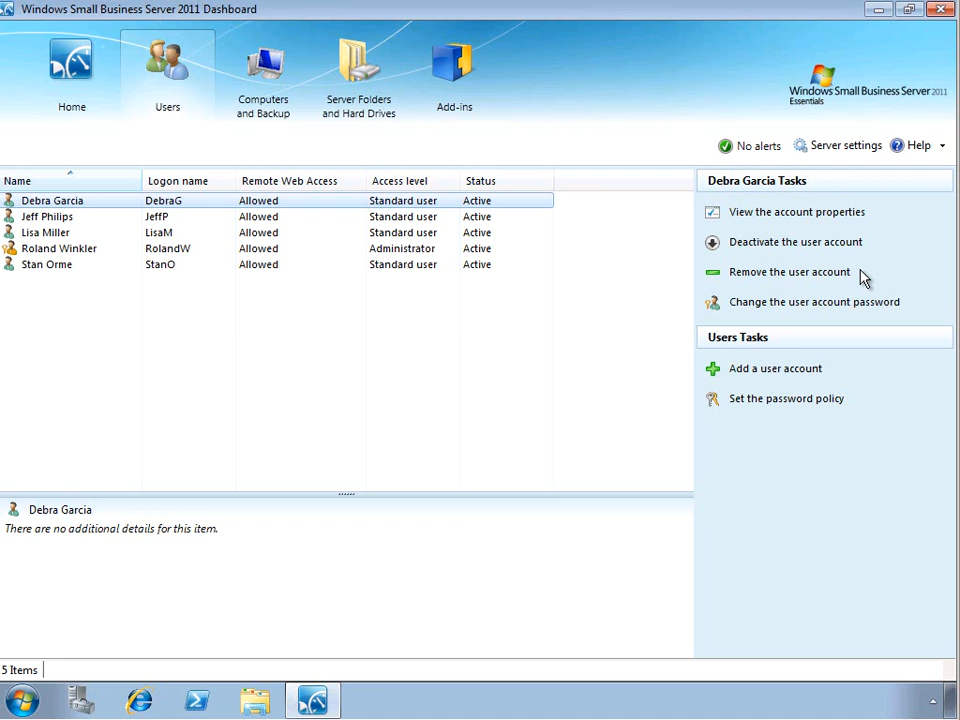 Windows Small Business Server 2011 Dashboard
Home
Users
Computers
and Backup
Server Folders
and Hard Drives
Add-ins
Windows Small Business Server 2011
Essentials
No alerts
Server settings
Help
Name Logon name Remote Web Access Access level Status
Debra Garcia DebraG Allowed Standard user Active
Jeff Philips JeffP Allowed Standard user Active
Lisa Miller LisaM Allowed Standard user Active
Roland Winkler RolandW Allowed Administrator Active
Stan Orme StanO Allowed Standard user Active
Debra Garcia Tasks
View the account properties
Deactivate the user account
Remove the user account
Change the user account password
Users Tasks
Add a user account
Set the password policy
Debra Garcia
There are no additional details for this item.
5 Items